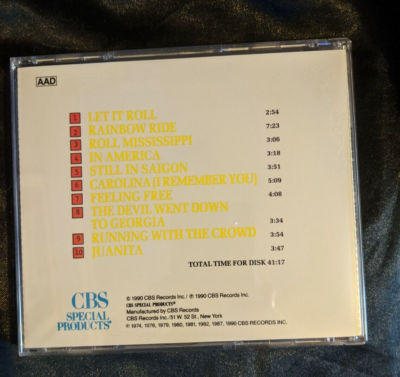 AAD
1 LET IT ROLL 2:54
2 RAINBOW RIDE 7:23
3 ROLL MISSISSIPPI 3:06
4 IN AMERICA 3:18
5 STILL IN SAIGON 3:51
6 CAROLINA (I REMEMBER YOU) 5:09
7 FEELING FREE 4:08
8 THE DEVIL WENT DOWN
TO GEORGIA 3:34
9 RUNNING WITH THE CROWD 3:54
10 JUANITA 3:47
TOTAL TIME FOR DISK 41:17
CBS
SPECIAL
PRODUCTS®
© 1990 CBS Records Inc./ ℗ 1990 CBS Records Inc.
CBS SPECIAL PRODUCTS®
Manufactured by CBS Records
CBS Records Inc./51 W. 52 St., New York
℗ 1974, 1976, 1979, 1980, 1981, 1982, 1987, 1990 CBS RECORDS INC.